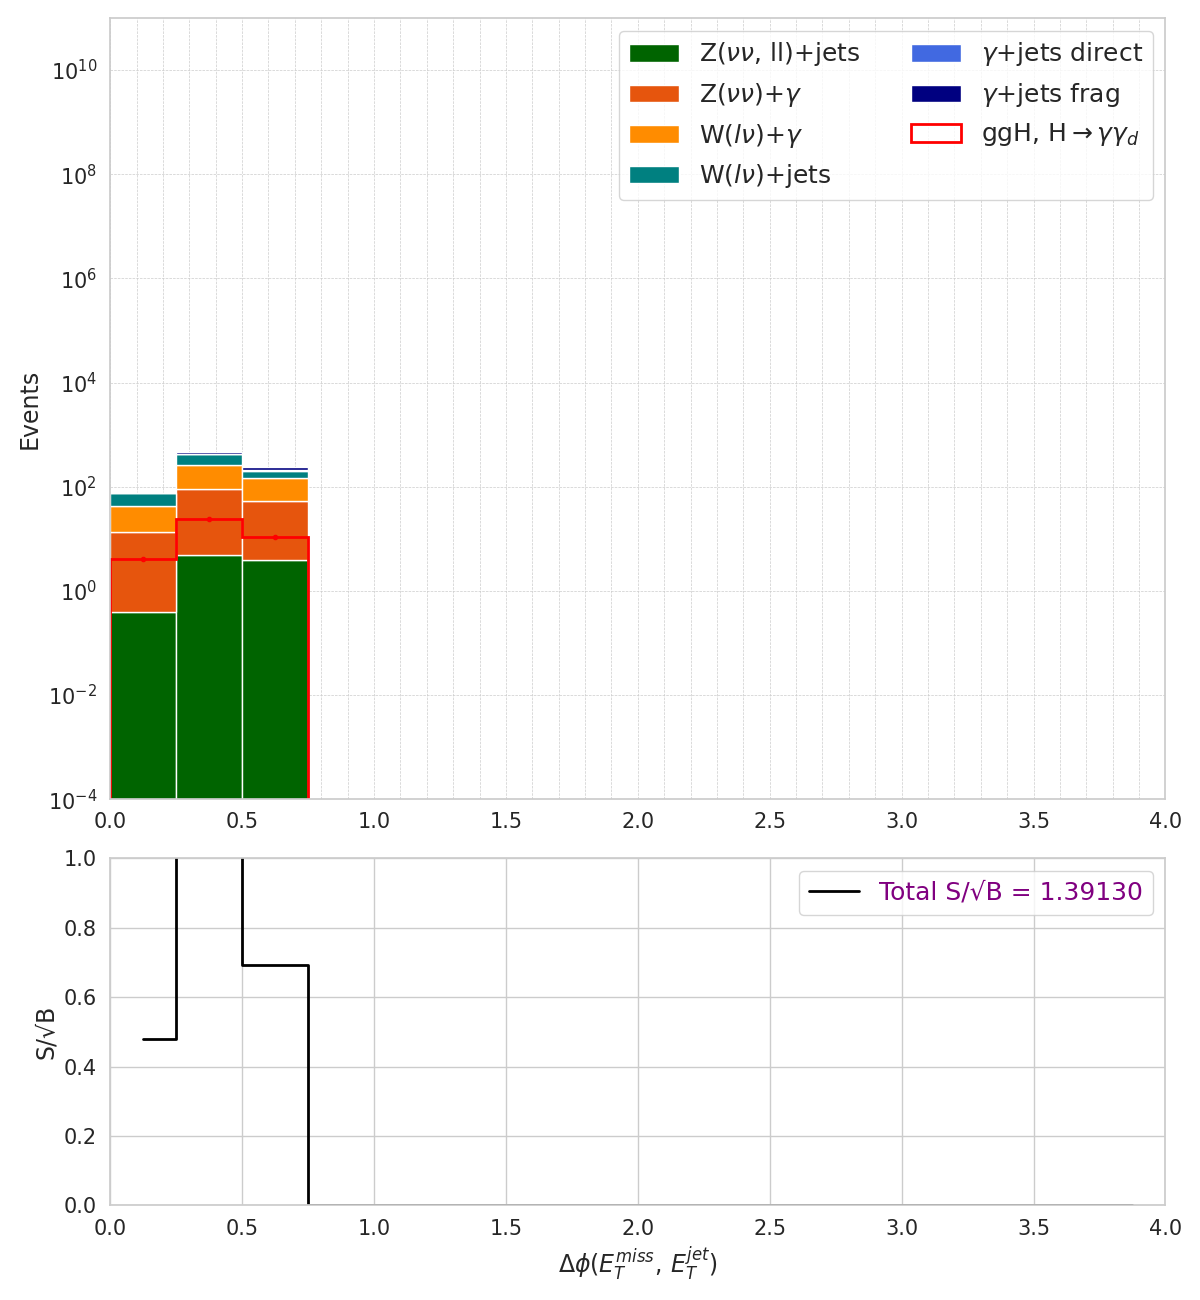 Z(νν, ll)+jets
Z(νν)+γ
W(lν)+γ
W(lν)+jets
γ+jets direct
γ+jets frag
ggH, H→γγ_d
Events
10^10
10^8
10^6
10^4
10^2
10^0
10^−2
10^−4
0.0 0.5 1.0 1.5 2.0 2.5 3.0 3.5 4.0
Total S/√B = 1.39130
S/√B
1.0
0.8
0.6
0.4
0.2
0.0
0.0 0.5 1.0 1.5 2.0 2.5 3.0 3.5 4.0
Δϕ(E_T^miss, E_T^jet)